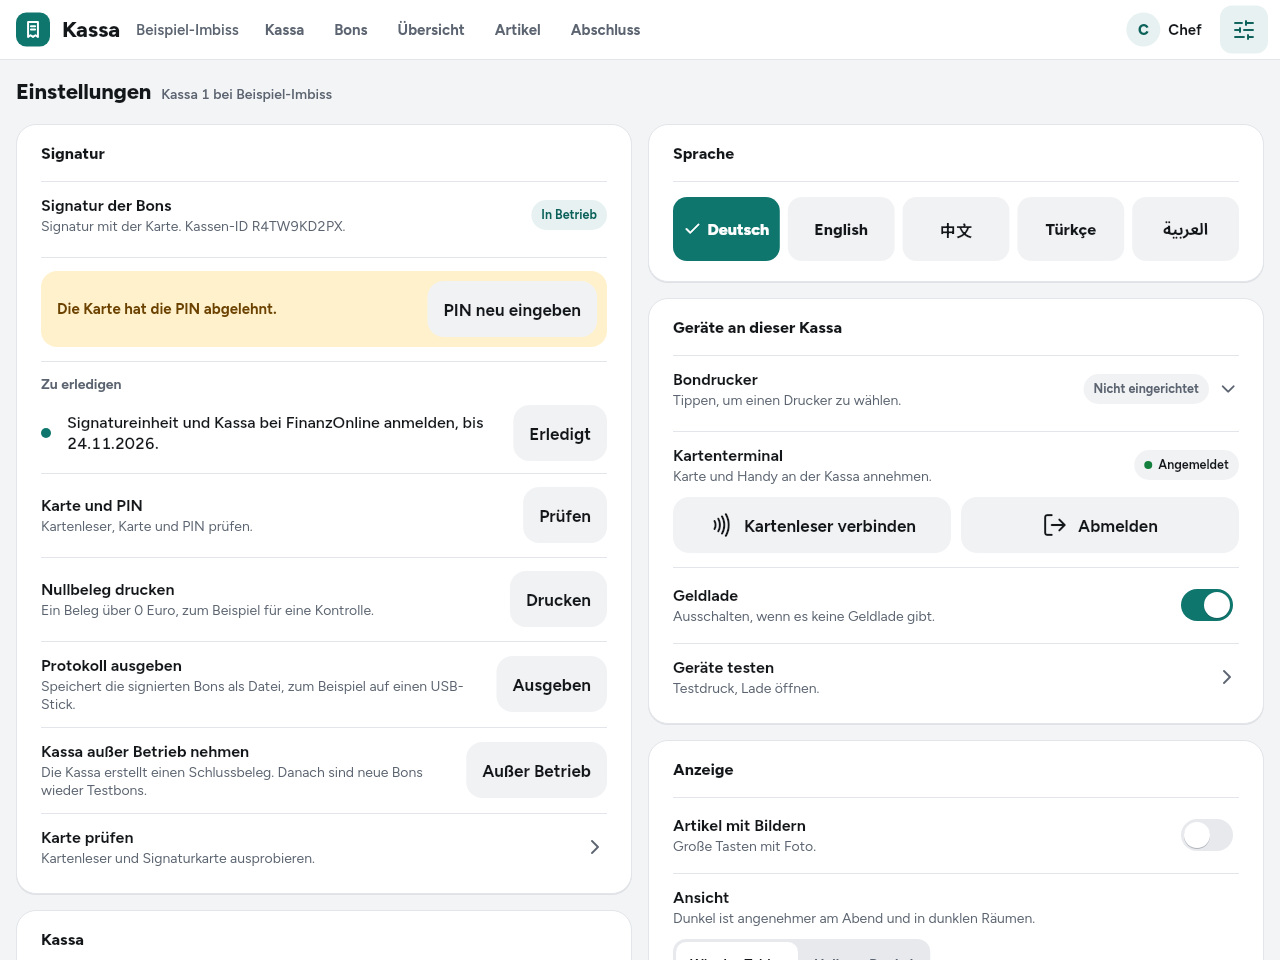 Kassa Beispiel-Imbiss Kassa Bons Übersicht Artikel Abschluss C Chef
Einstellungen Kassa 1 bei Beispiel-Imbiss
Signatur
Signatur der Bons
Signatur mit der Karte. Kassen-ID R4TW9KD2PX.
In Betrieb
Die Karte hat die PIN abgelehnt.
PIN neu eingeben
Zu erledigen
Signatureinheit und Kassa bei FinanzOnline anmelden, bis
24.11.2026.
Erledigt
Karte und PIN
Kartenleser, Karte und PIN prüfen.
Prüfen
Nullbeleg drucken
Ein Beleg über 0 Euro, zum Beispiel für eine Kontrolle.
Drucken
Protokoll ausgeben
Speichert die signierten Bons als Datei, zum Beispiel auf einen USB-
Stick.
Ausgeben
Kassa außer Betrieb nehmen
Die Kassa erstellt einen Schlussbeleg. Danach sind neue Bons
wieder Testbons.
Außer Betrieb
Karte prüfen
Kartenleser und Signaturkarte ausprobieren.
Kassa
Sprache
Deutsch English 中文 Türkçe العربية
Geräte an dieser Kassa
Bondrucker
Tippen, um einen Drucker zu wählen.
Nicht eingerichtet
Kartenterminal
Karte und Handy an der Kassa annehmen.
Angemeldet
Kartenleser verbinden
Abmelden
Geldlade
Ausschalten, wenn es keine Geldlade gibt.
Geräte testen
Testdruck, Lade öffnen.
Anzeige
Artikel mit Bildern
Große Tasten mit Foto.
Ansicht
Dunkel ist angenehmer am Abend und in dunklen Räumen.